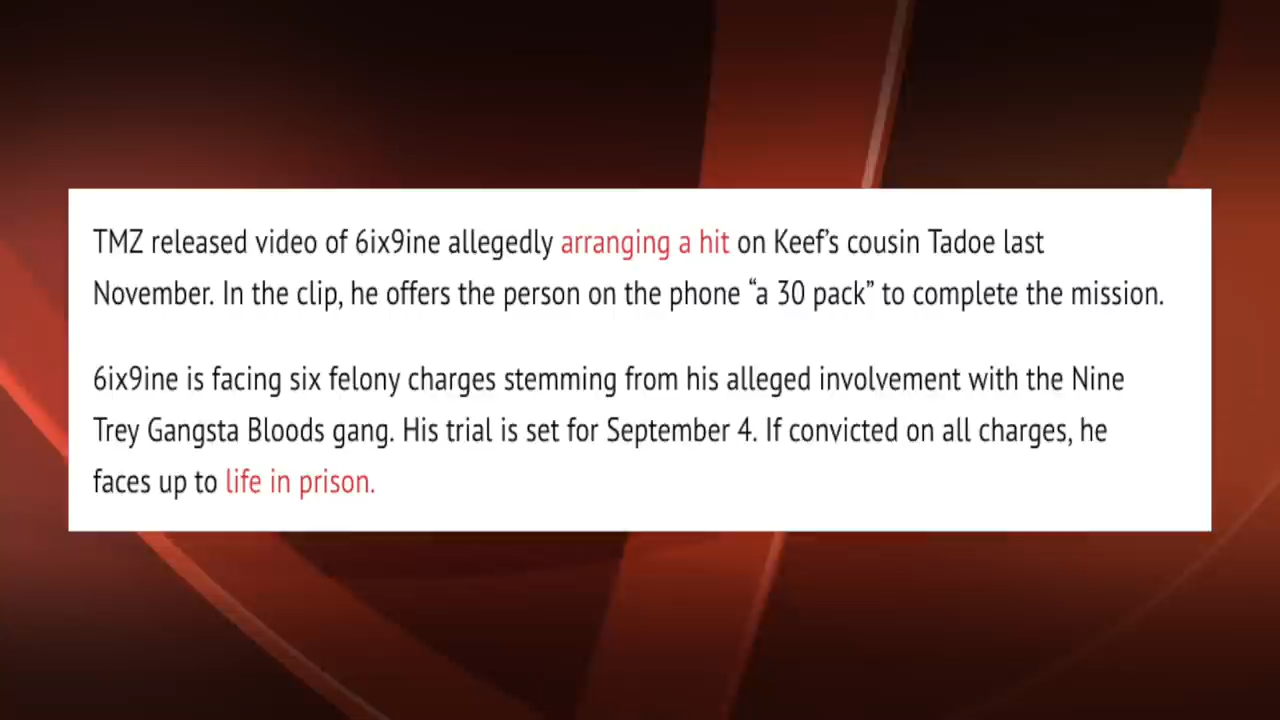 TMZ released video of 6ix9ine allegedly arranging a hit on Keef’s cousin Tadoe last
November. In the clip, he offers the person on the phone “a 30 pack” to complete the mission.
6ix9ine is facing six felony charges stemming from his alleged involvement with the Nine
Trey Gangsta Bloods gang. His trial is set for September 4. If convicted on all charges, he
faces up to life in prison.